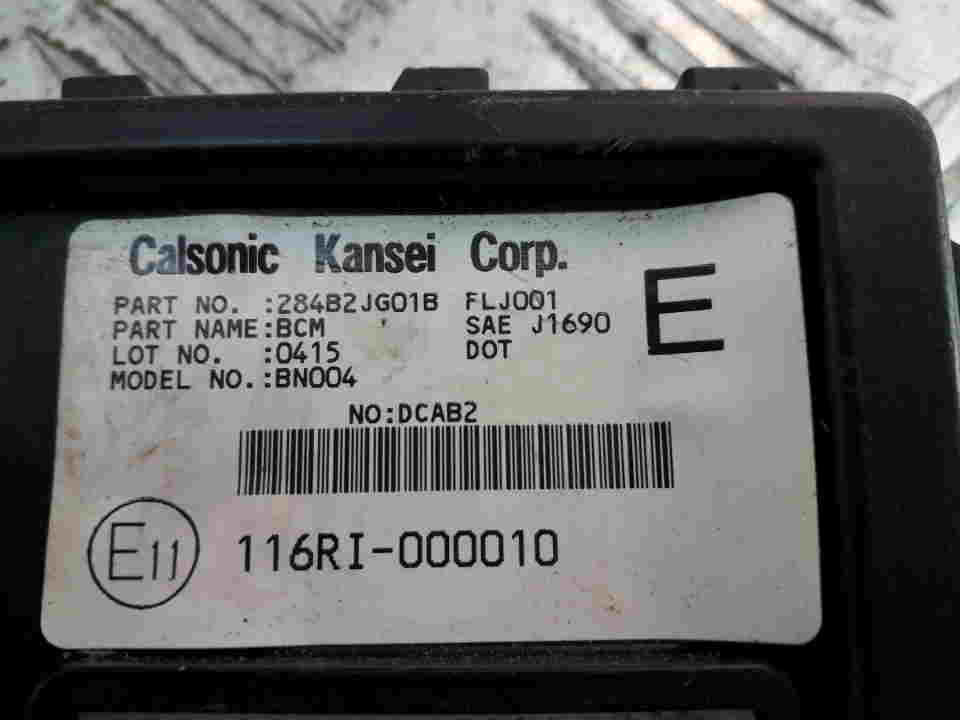 Calsonic Kansei Corp.
PART NO. :284B2JG01B FLJ001
PART NAME:BCM SAE J1690
LOT NO. :0415 DOT
MODEL NO.:BN004
E
NO:DCAB2
E11 116RI-000010